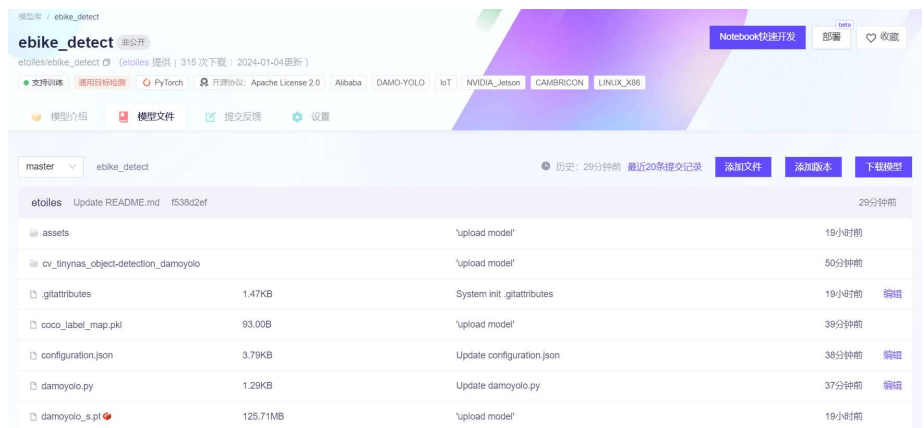 模型库 / ebike_detect
ebike_detect 非公开
Notebook快速开发 部署 beta 收藏
etoiles/ebike_detect (etoiles 提供 | 315 次下载 | 2024-01-04更新 )
支持训练 通用目标检测 PyTorch 开源协议: Apache License 2.0 Alibaba DAMO-YOLO IoT NVIDIA_Jetson CAMBRICON LINUX_X86
模型介绍 模型文件 提交反馈 设置
master ebike_detect 历史: 29分钟前 最近20条提交记录 添加文件 添加版本 下载模型
etoiles Update README.md f538d2ef 29分钟前
assets 'upload model' 19小时前
cv_tinynas_object-detection_damoyolo 'upload model' 50分钟前
.gitattributes 1.47KB System init .gitattributes 19小时前 编辑
coco_label_map.pkl 93.00B 'upload model' 39分钟前
configuration.json 3.79KB Update configuration.json 38分钟前 编辑
damoyolo.py 1.29KB Update damoyolo.py 37分钟前 编辑
damoyolo_s.pt 125.71MB 'upload model' 19小时前